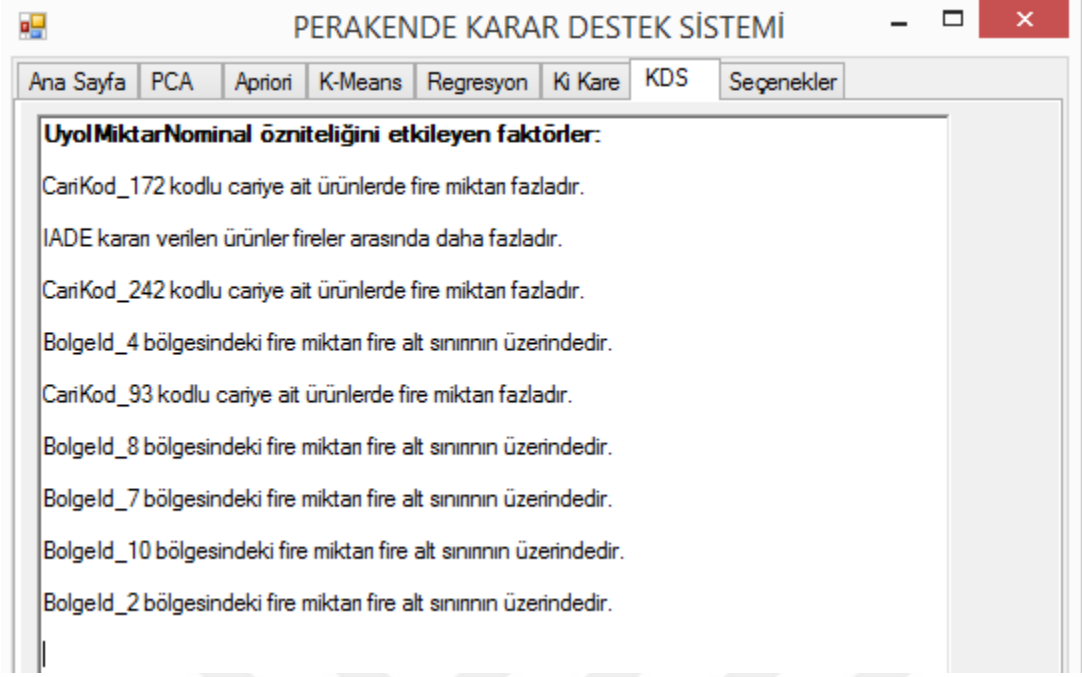 PERAKENDE KARAR DESTEK SİSTEMİ
Ana Sayfa PCA Apriori K-Means Regresyon Ki Kare KDS Seçenekler
UyolMiktarNominal özniteliğini etkileyen faktörler:
CariKod_172 kodlu cariye ait ürünlerde fire miktarı fazladır.
IADE kararı verilen ürünler fireler arasında daha fazladır.
CariKod_242 kodlu cariye ait ürünlerde fire miktarı fazladır.
BolgeId_4 bölgesindeki fire miktarı fire alt sınırının üzerindedir.
CariKod_93 kodlu cariye ait ürünlerde fire miktarı fazladır.
BolgeId_8 bölgesindeki fire miktarı fire alt sınırının üzerindedir.
BolgeId_7 bölgesindeki fire miktarı fire alt sınırının üzerindedir.
BolgeId_10 bölgesindeki fire miktarı fire alt sınırının üzerindedir.
BolgeId_2 bölgesindeki fire miktarı fire alt sınırının üzerindedir.